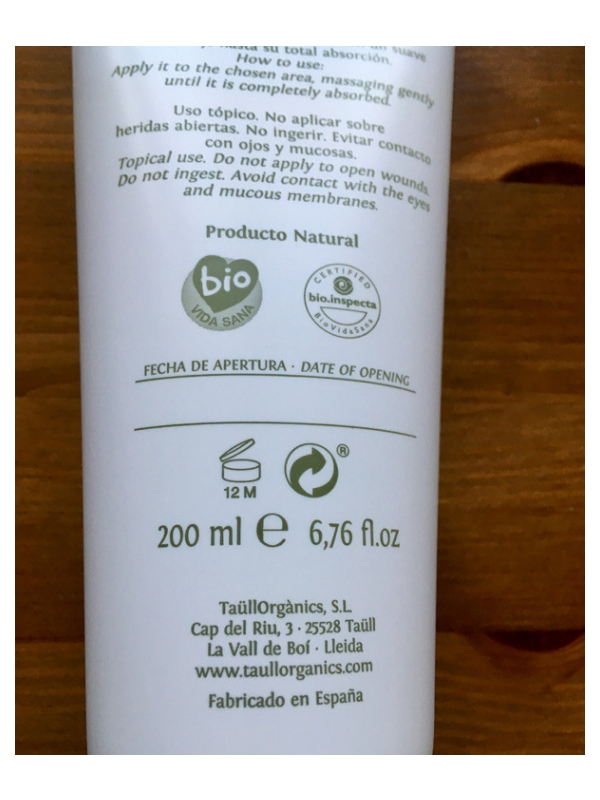 hasta su total absorción.
How to use:
Apply it to the chosen area, massaging gently
until it is completely absorbed.
Uso tópico. No aplicar sobre
heridas abiertas. No ingerir. Evitar contacto
con ojos y mucosas.
Topical use. Do not apply to open wounds.
Do not ingest. Avoid contact with the eyes
and mucous membranes.
Producto Natural
bio
VIDA SANA
CERTIFIED
bio.inspecta
BioVidaSana
FECHA DE APERTURA · DATE OF OPENING
12 M
®
200 ml ℮ 6,76 fl.oz
TaüllOrgànics, S.L.
Cap del Riu, 3 · 25528 Taüll
La Vall de Boí · Lleida
www.taullorganics.com
Fabricado en España